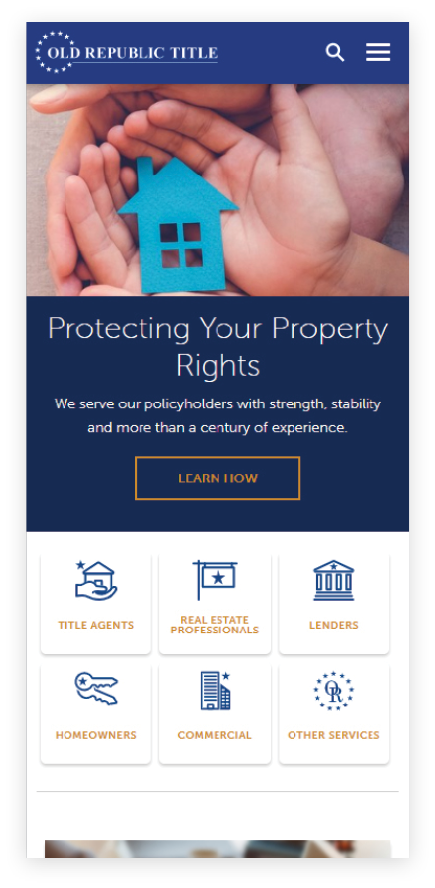 OLD REPUBLIC TITLE
Protecting Your Property
Rights
We serve our policyholders with strength, stability
and more than a century of experience.
LEARN HOW
TITLE AGENTS
REAL ESTATE
PROFESSIONALS
LENDERS
HOMEOWNERS
COMMERCIAL
OR
OTHER SERVICES